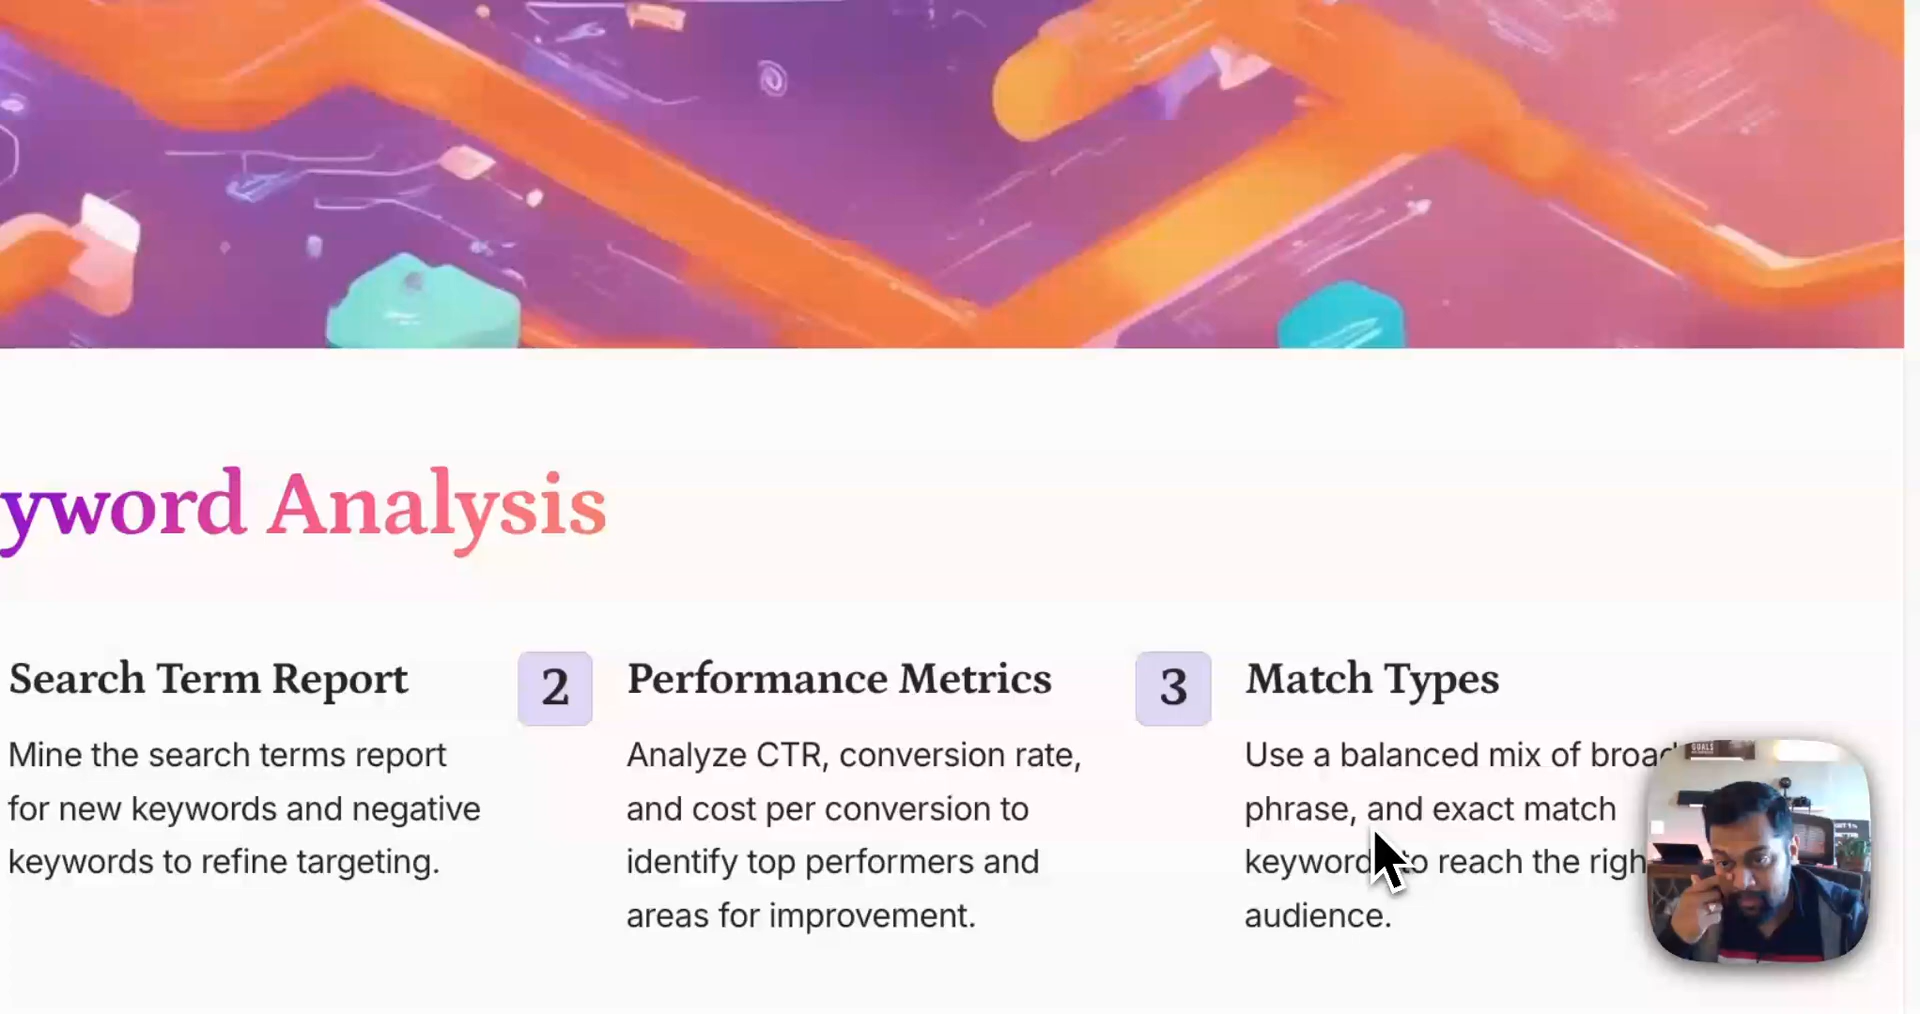 yword Analysis
Search Term Report
Mine the search terms report
for new keywords and negative
keywords to refine targeting.
2
Performance Metrics
Analyze CTR, conversion rate,
and cost per conversion to
identify top performers and
areas for improvement.
3
Match Types
Use a balanced mix of broad
phrase, and exact match
keyword to reach the righ
audience.
GOALS